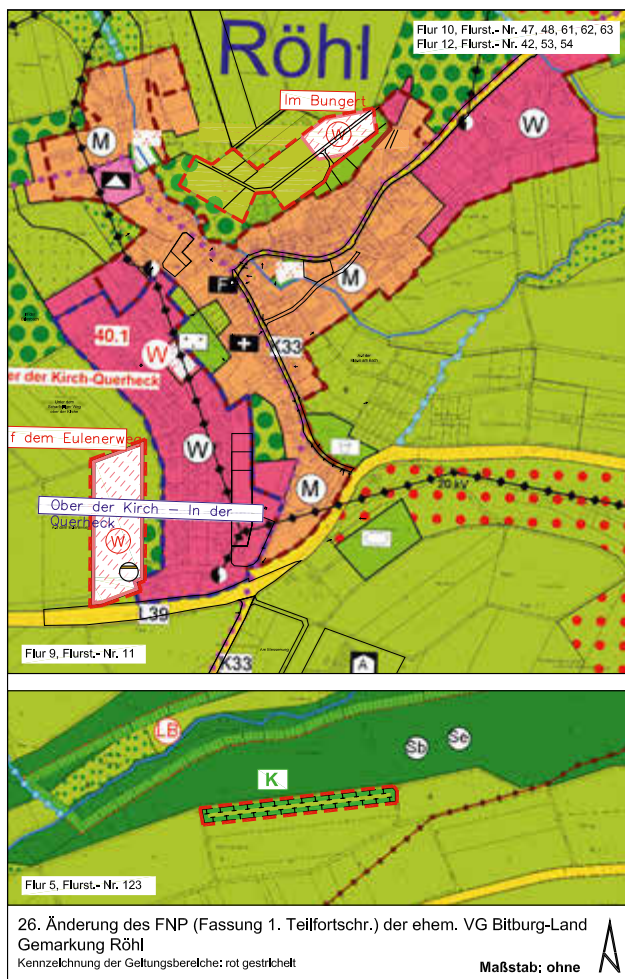 Röhl
Flur 10, Flurst.- Nr. 47, 48, 61, 62, 63
Flur 12, Flurst.- Nr. 42, 53, 54
Im Bungert
W
W
M
F
M
K33
40.1
W
er der Kirch-Querheck
f dem Eulenerweg
W
M
20 kV
Ober der Kirch – In der
Querheck
W
L39
K33
A
Flur 9, Flurst.- Nr. 11
LB
Sb
Se
K
Flur 5, Flurst.- Nr. 123
26. Änderung des FNP (Fassung 1. Teilfortschr.) der ehem. VG Bitburg-Land
Gemarkung Röhl
Kennzeichnung der Geltungsbereiche: rot gestrichelt
Maßstab: ohne